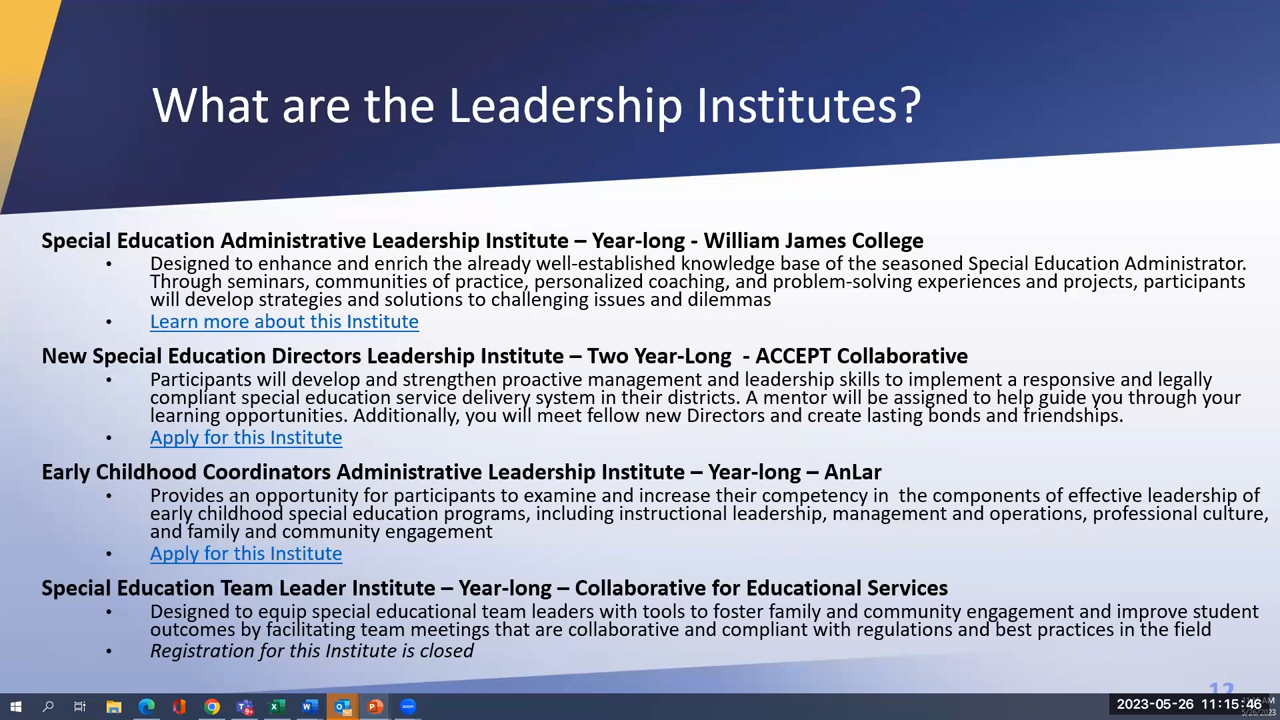 What are the Leadership Institutes?
Special Education Administrative Leadership Institute – Year-long - William James College
• Designed to enhance and enrich the already well-established knowledge base of the seasoned Special Education Administrator.
Through seminars, communities of practice, personalized coaching, and problem-solving experiences and projects, participants
will develop strategies and solutions to challenging issues and dilemmas
• Learn more about this Institute
New Special Education Directors Leadership Institute – Two Year-Long - ACCEPT Collaborative
• Participants will develop and strengthen proactive management and leadership skills to implement a responsive and legally
compliant special education service delivery system in their districts. A mentor will be assigned to help guide you through your
learning opportunities. Additionally, you will meet fellow new Directors and create lasting bonds and friendships.
• Apply for this Institute
Early Childhood Coordinators Administrative Leadership Institute – Year-long – AnLar
• Provides an opportunity for participants to examine and increase their competency in the components of effective leadership of
early childhood special education programs, including instructional leadership, management and operations, professional culture,
and family and community engagement
• Apply for this Institute
Special Education Team Leader Institute – Year-long – Collaborative for Educational Services
• Designed to equip special educational team leaders with tools to foster family and community engagement and improve student
outcomes by facilitating team meetings that are collaborative and compliant with regulations and best practices in the field
• Registration for this Institute is closed
12
2023-05-26 11:15:46